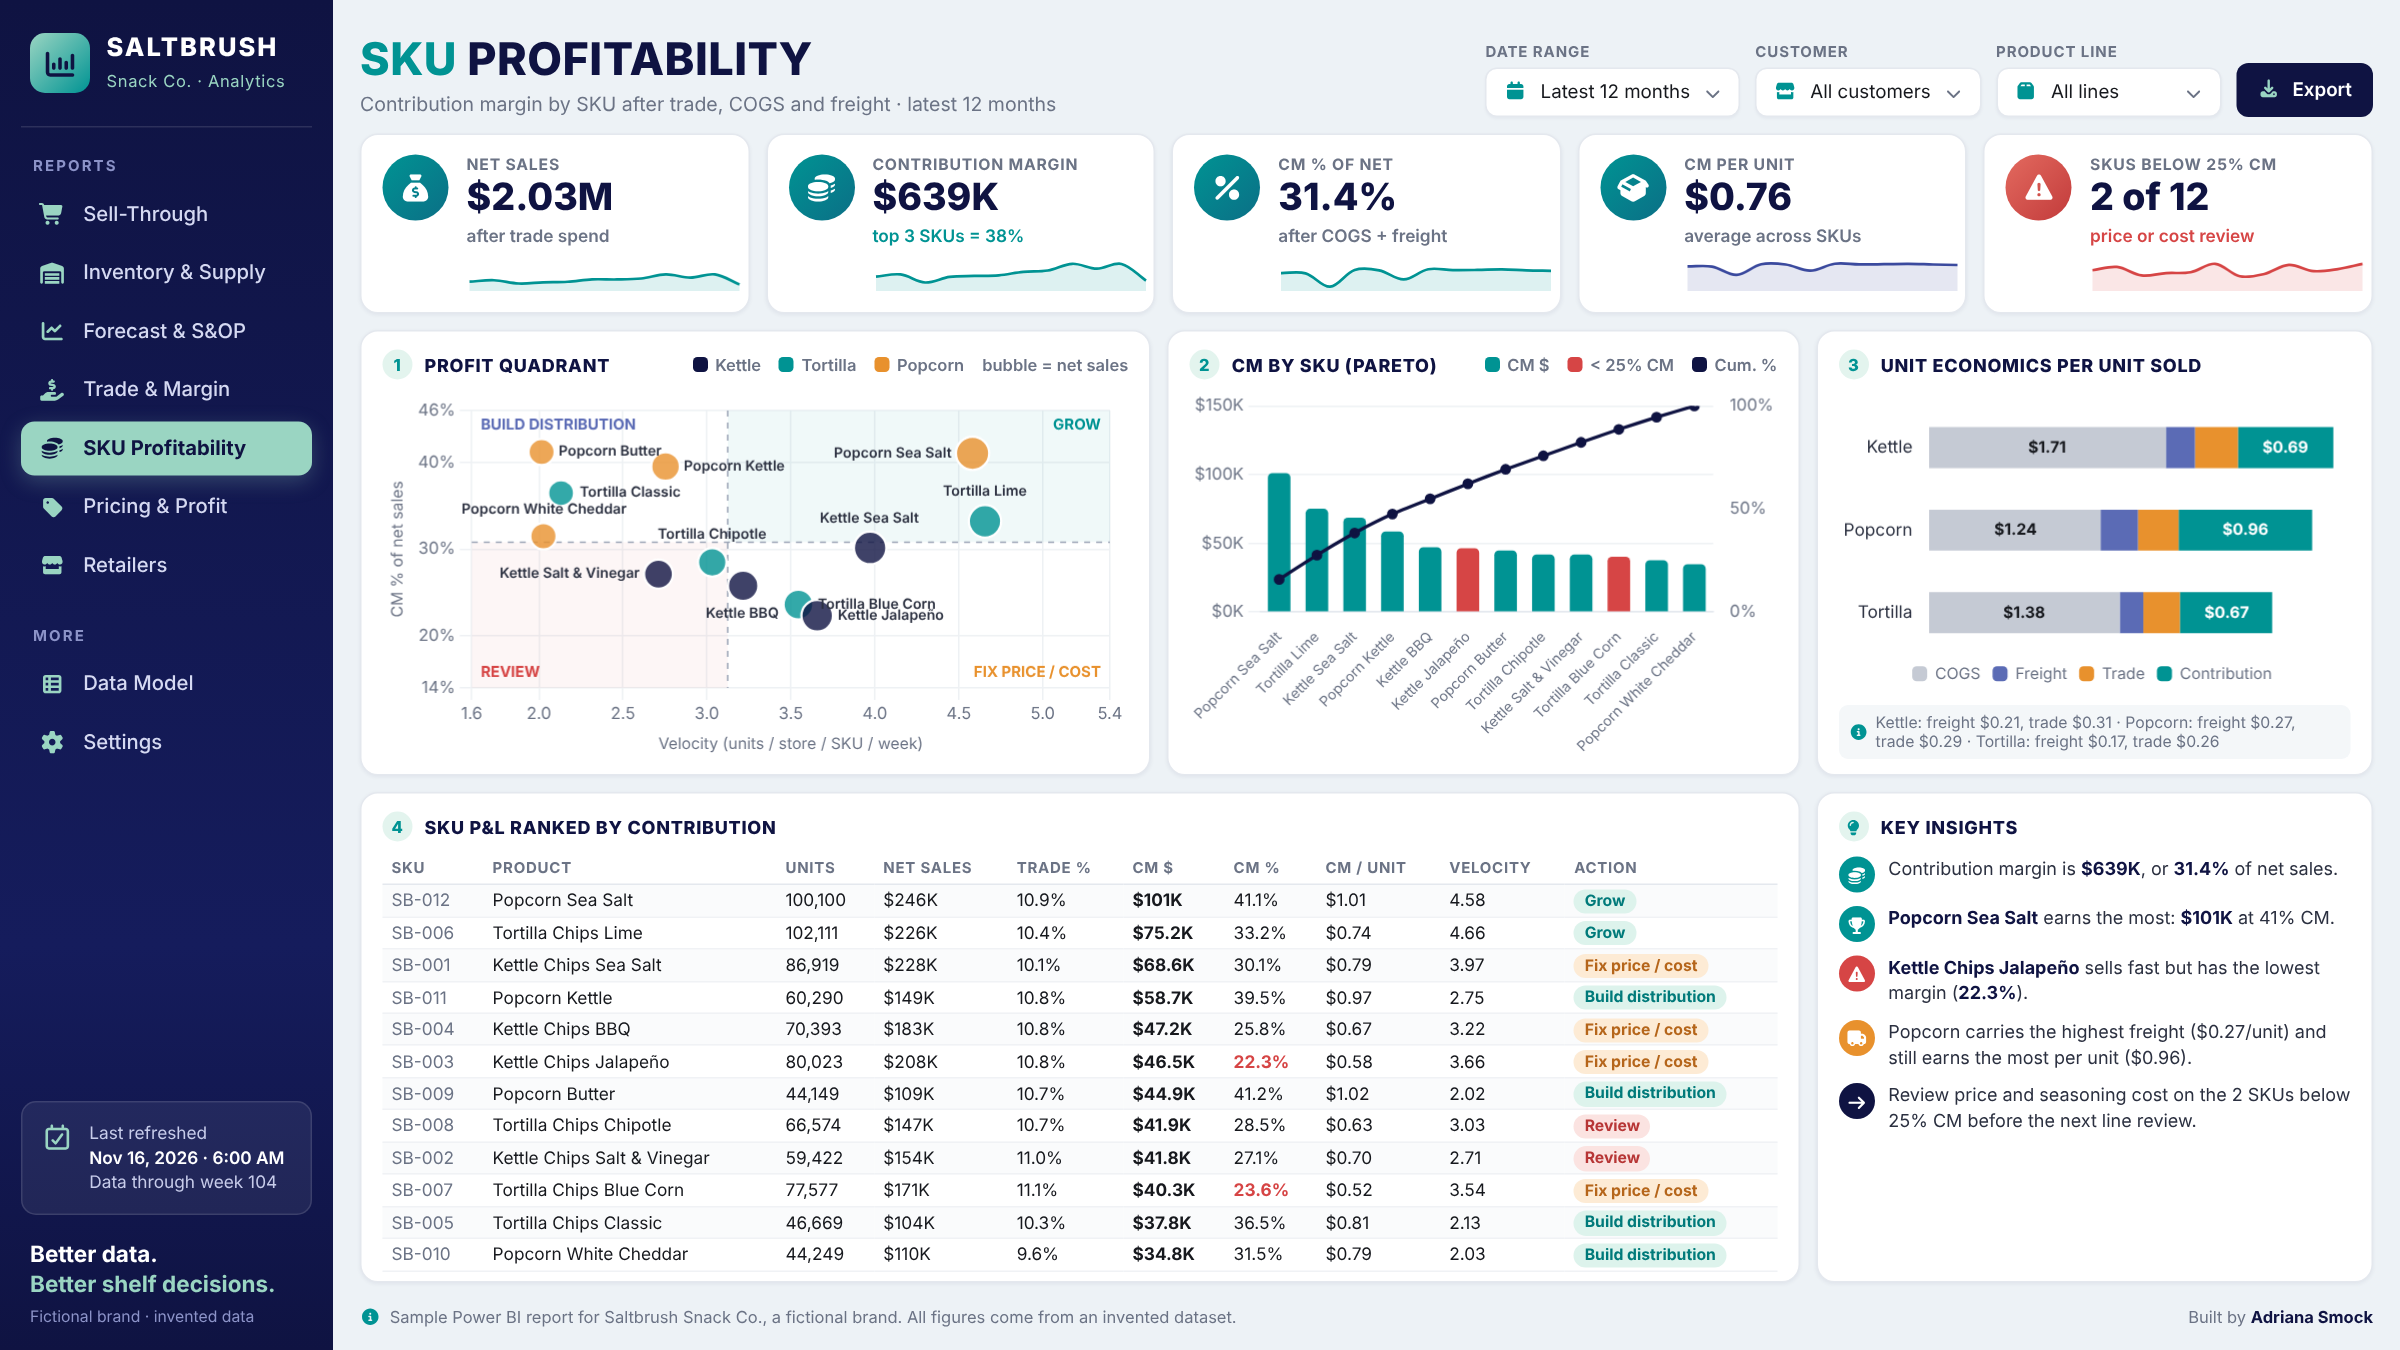 SALTBRUSH
Snack Co. · Analytics
REPORTS
Sell-Through
Inventory & Supply
Forecast & S&OP
Trade & Margin
SKU Profitability
Pricing & Profit
Retailers
MORE
Data Model
Settings
Last refreshed
Nov 16, 2026 · 6:00 AM
Data through week 104
Better data.
Better shelf decisions.
Fictional brand · invented data
SKU PROFITABILITY
Contribution margin by SKU after trade, COGS and freight · latest 12 months
DATE RANGE
Latest 12 months
CUSTOMER
All customers
PRODUCT LINE
All lines
Export
NET SALES
$2.03M
after trade spend
CONTRIBUTION MARGIN
$639K
top 3 SKUs = 38%
CM % OF NET
31.4%
after COGS + freight
CM PER UNIT
$0.76
average across SKUs
SKUS BELOW 25% CM
2 of 12
price or cost review
1 PROFIT QUADRANT
Kettle Tortilla Popcorn bubble = net sales
CM % of net sales
46%
40%
30%
20%
14%
BUILD DISTRIBUTION
GROW
Popcorn Butter
Popcorn Kettle
Popcorn Sea Salt
Tortilla Classic
Tortilla Lime
Popcorn White Cheddar
Kettle Sea Salt
Tortilla Chipotle
Kettle Salt & Vinegar
Kettle BBQ
Tortilla Blue Corn
Kettle Jalapeño
REVIEW
FIX PRICE / COST
1.6 2.0 2.5 3.0 3.5 4.0 4.5 5.0 5.4
Velocity (units / store / SKU / week)
2 CM BY SKU (PARETO)
CM $ < 25% CM Cum. %
$150K
$100K
$50K
$0K
100%
50%
0%
Popcorn Sea Salt
Tortilla Lime
Kettle Sea Salt
Popcorn Kettle
Kettle BBQ
Kettle Jalapeño
Popcorn Butter
Tortilla Chipotle
Kettle Salt & Vinegar
Tortilla Blue Corn
Tortilla Classic
Popcorn White Cheddar
3 UNIT ECONOMICS PER UNIT SOLD
Kettle $1.71 $0.69
Popcorn $1.24 $0.96
Tortilla $1.38 $0.67
COGS Freight Trade Contribution
Kettle: freight $0.21, trade $0.31 · Popcorn: freight $0.27,
trade $0.29 · Tortilla: freight $0.17, trade $0.26
4 SKU P&L RANKED BY CONTRIBUTION
SKU PRODUCT UNITS NET SALES TRADE % CM $ CM % CM / UNIT VELOCITY ACTION
SB-012 Popcorn Sea Salt 100,100 $246K 10.9% $101K 41.1% $1.01 4.58 Grow
SB-006 Tortilla Chips Lime 102,111 $226K 10.4% $75.2K 33.2% $0.74 4.66 Grow
SB-001 Kettle Chips Sea Salt 86,919 $228K 10.1% $68.6K 30.1% $0.79 3.97 Fix price / cost
SB-011 Popcorn Kettle 60,290 $149K 10.8% $58.7K 39.5% $0.97 2.75 Build distribution
SB-004 Kettle Chips BBQ 70,393 $183K 10.8% $47.2K 25.8% $0.67 3.22 Fix price / cost
SB-003 Kettle Chips Jalapeño 80,023 $208K 10.8% $46.5K 22.3% $0.58 3.66 Fix price / cost
SB-009 Popcorn Butter 44,149 $109K 10.7% $44.9K 41.2% $1.02 2.02 Build distribution
SB-008 Tortilla Chips Chipotle 66,574 $147K 10.7% $41.9K 28.5% $0.63 3.03 Review
SB-002 Kettle Chips Salt & Vinegar 59,422 $154K 11.0% $41.8K 27.1% $0.70 2.71 Review
SB-007 Tortilla Chips Blue Corn 77,577 $171K 11.1% $40.3K 23.6% $0.52 3.54 Fix price / cost
SB-005 Tortilla Chips Classic 46,669 $104K 10.3% $37.8K 36.5% $0.81 2.13 Build distribution
SB-010 Popcorn White Cheddar 44,249 $110K 9.6% $34.8K 31.5% $0.79 2.03 Build distribution
KEY INSIGHTS
Contribution margin is $639K, or 31.4% of net sales.
Popcorn Sea Salt earns the most: $101K at 41% CM.
Kettle Chips Jalapeño sells fast but has the lowest
margin (22.3%).
Popcorn carries the highest freight ($0.27/unit) and
still earns the most per unit ($0.96).
Review price and seasoning cost on the 2 SKUs below
25% CM before the next line review.
Sample Power BI report for Saltbrush Snack Co., a fictional brand. All figures come from an invented dataset.
Built by Adriana Smock